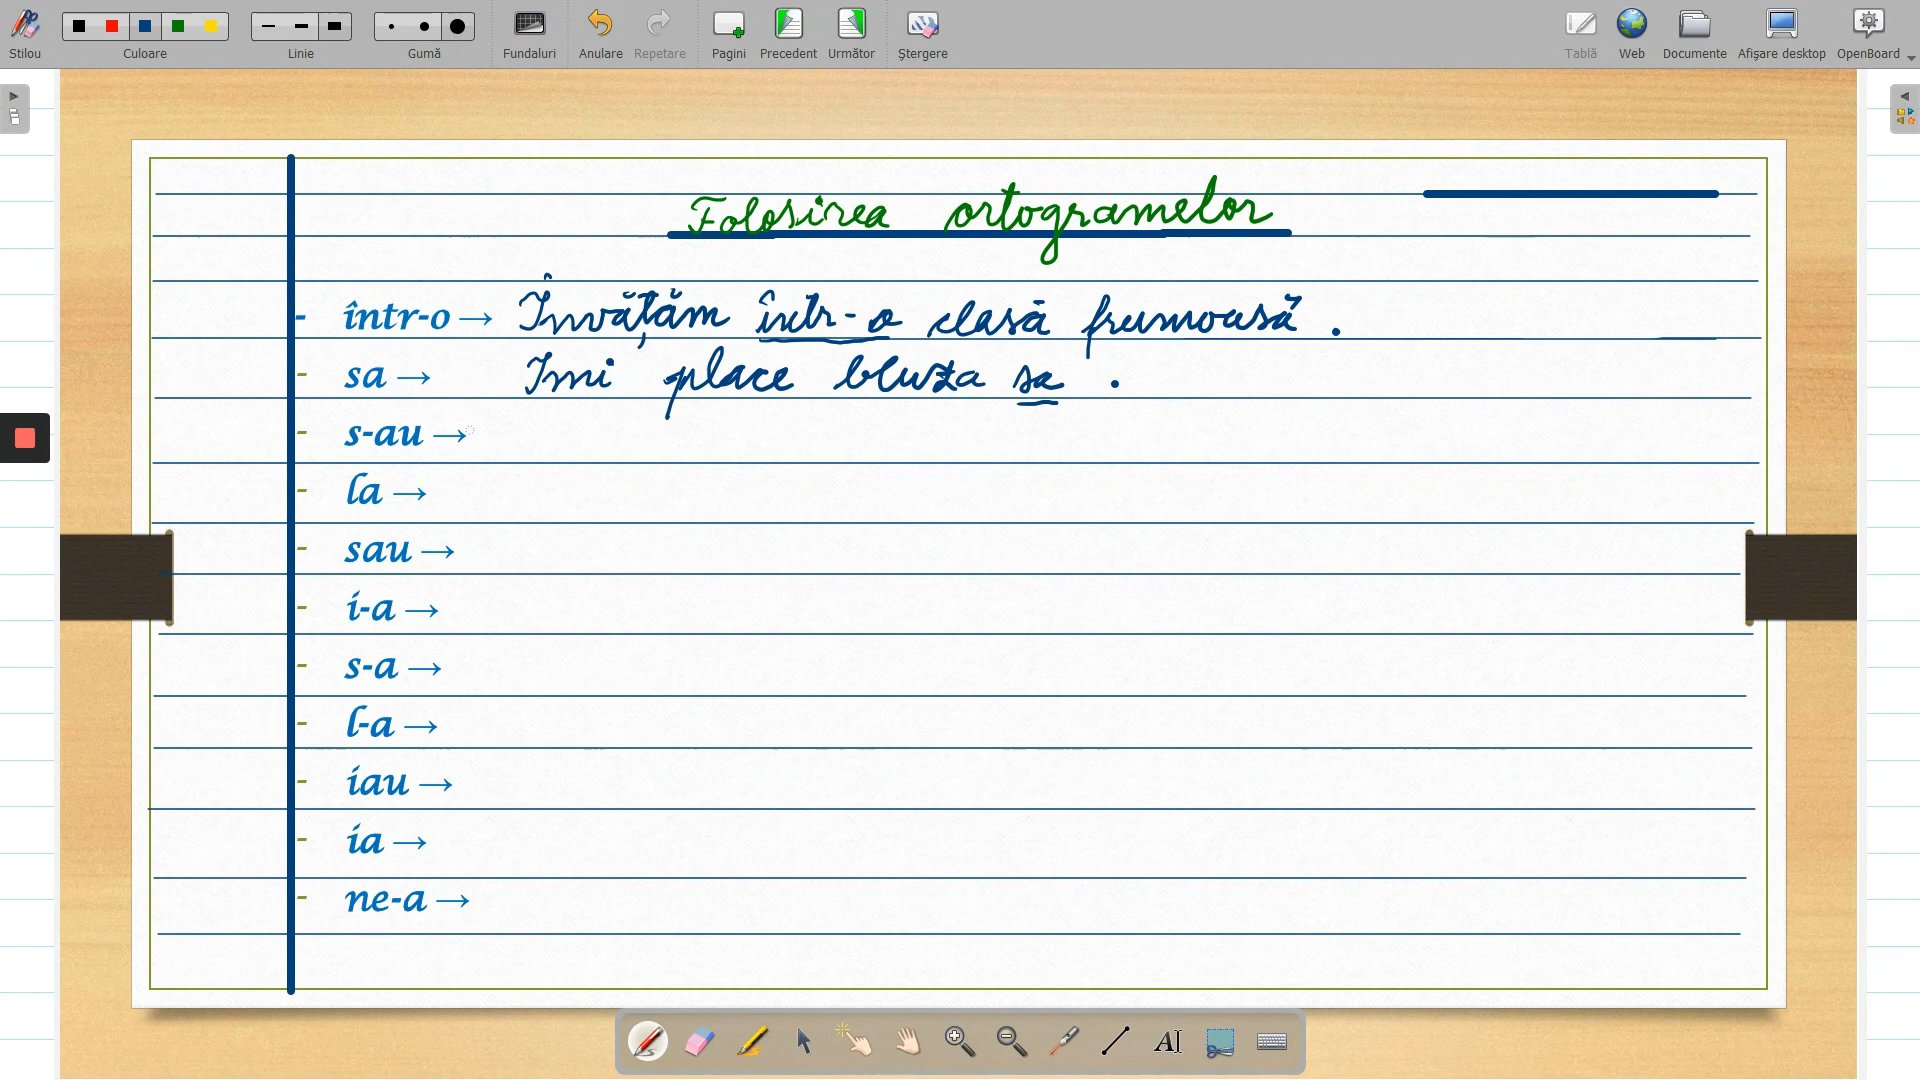 Stilou Culoare Linie Gumă Fundaluri Anulare Repetare Pagini Precedent Următor Ștergere Tablă Web Documente Afișare desktop OpenBoard
Folosirea ortogramelor
- într-o → Învățăm într-o clasă frumoasă .
- sa → Imi place bluza sa .
- s-au →
- la →
- sau →
- i-a →
- s-a →
- l-a →
- iau →
- ia →
- ne-a →